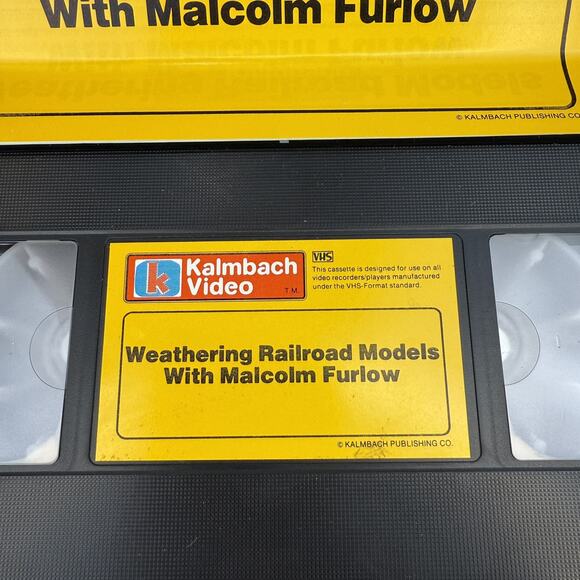 With Malcolm Furlow
© KALMBACH PUBLISHING CO
k Kalmbach
Video T.M.
VHS
This cassette is designed for use on all
video recorders/players manufactured
under the VHS-Format standard.
Weathering Railroad Models
With Malcolm Furlow
© KALMBACH PUBLISHING CO.